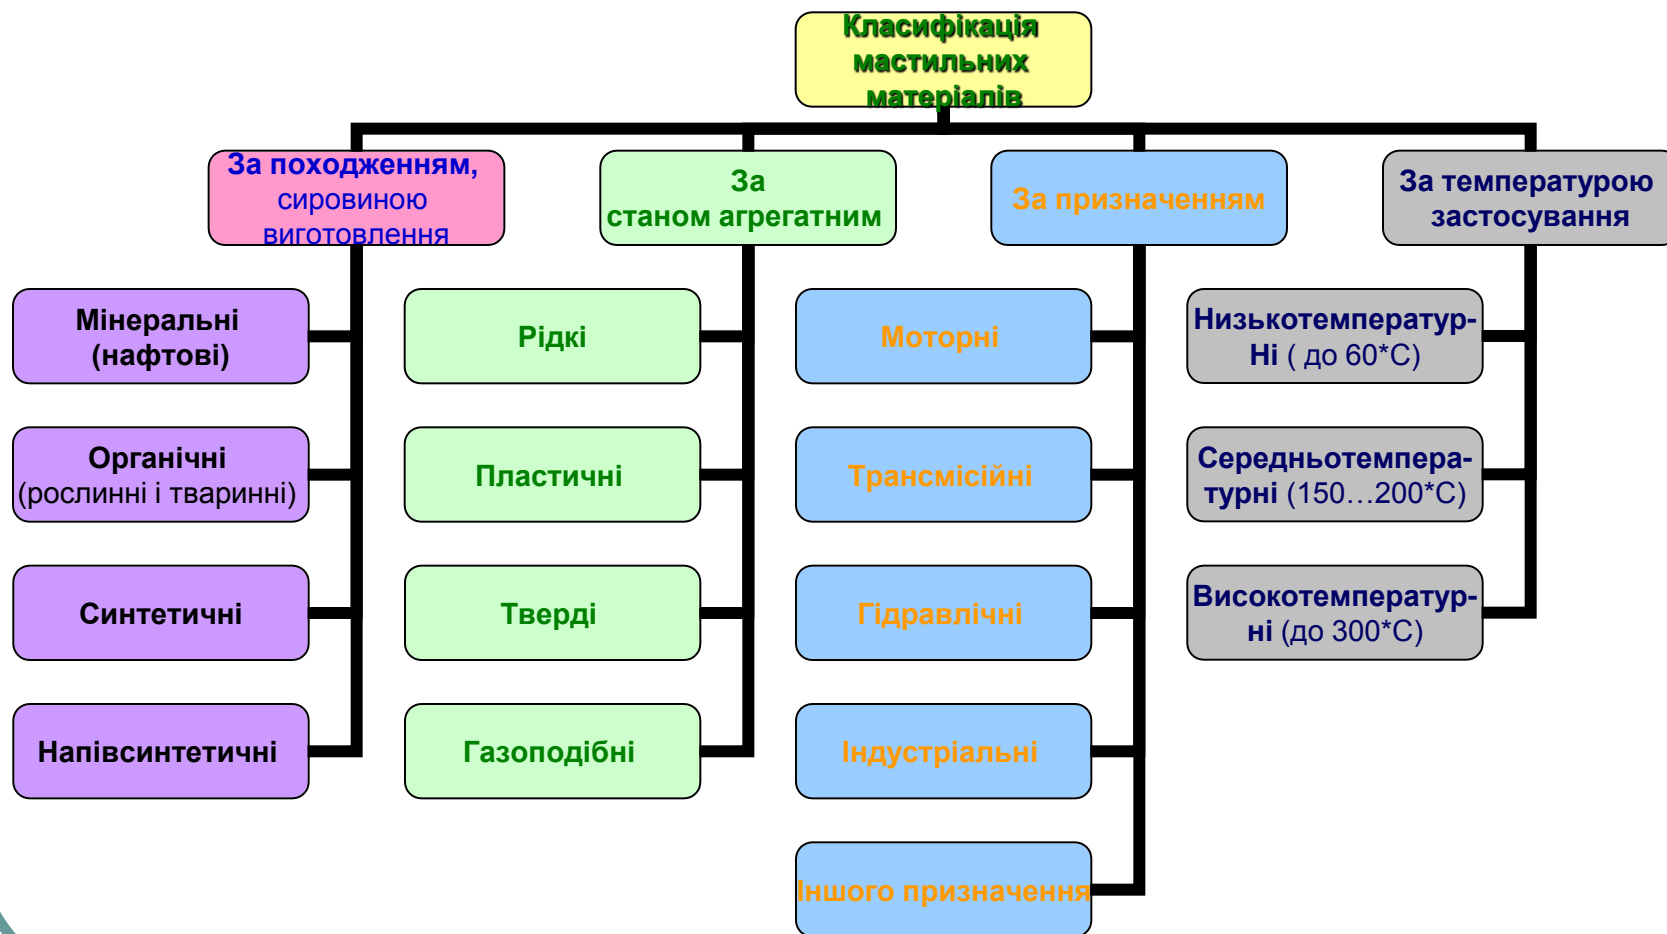 Класифікація
мастильних
матеріалів
За походженням,
сировиною
виготовлення
За
станом агрегатним
За призначенням
За температурою
застосування
Мінеральні
(нафтові)
Рідкі
Моторні
Низькотемператур-
Ні ( до 60*С)
Органічні
(рослинні і тваринні)
Пластичні
Трансмісійні
Середньотемпера-
турні (150…200*С)
Синтетичні
Тверді
Гідравлічні
Високотемператур-
ні (до 300*С)
Напівсинтетичні
Газоподібні
Індустріальні
Іншого призначення